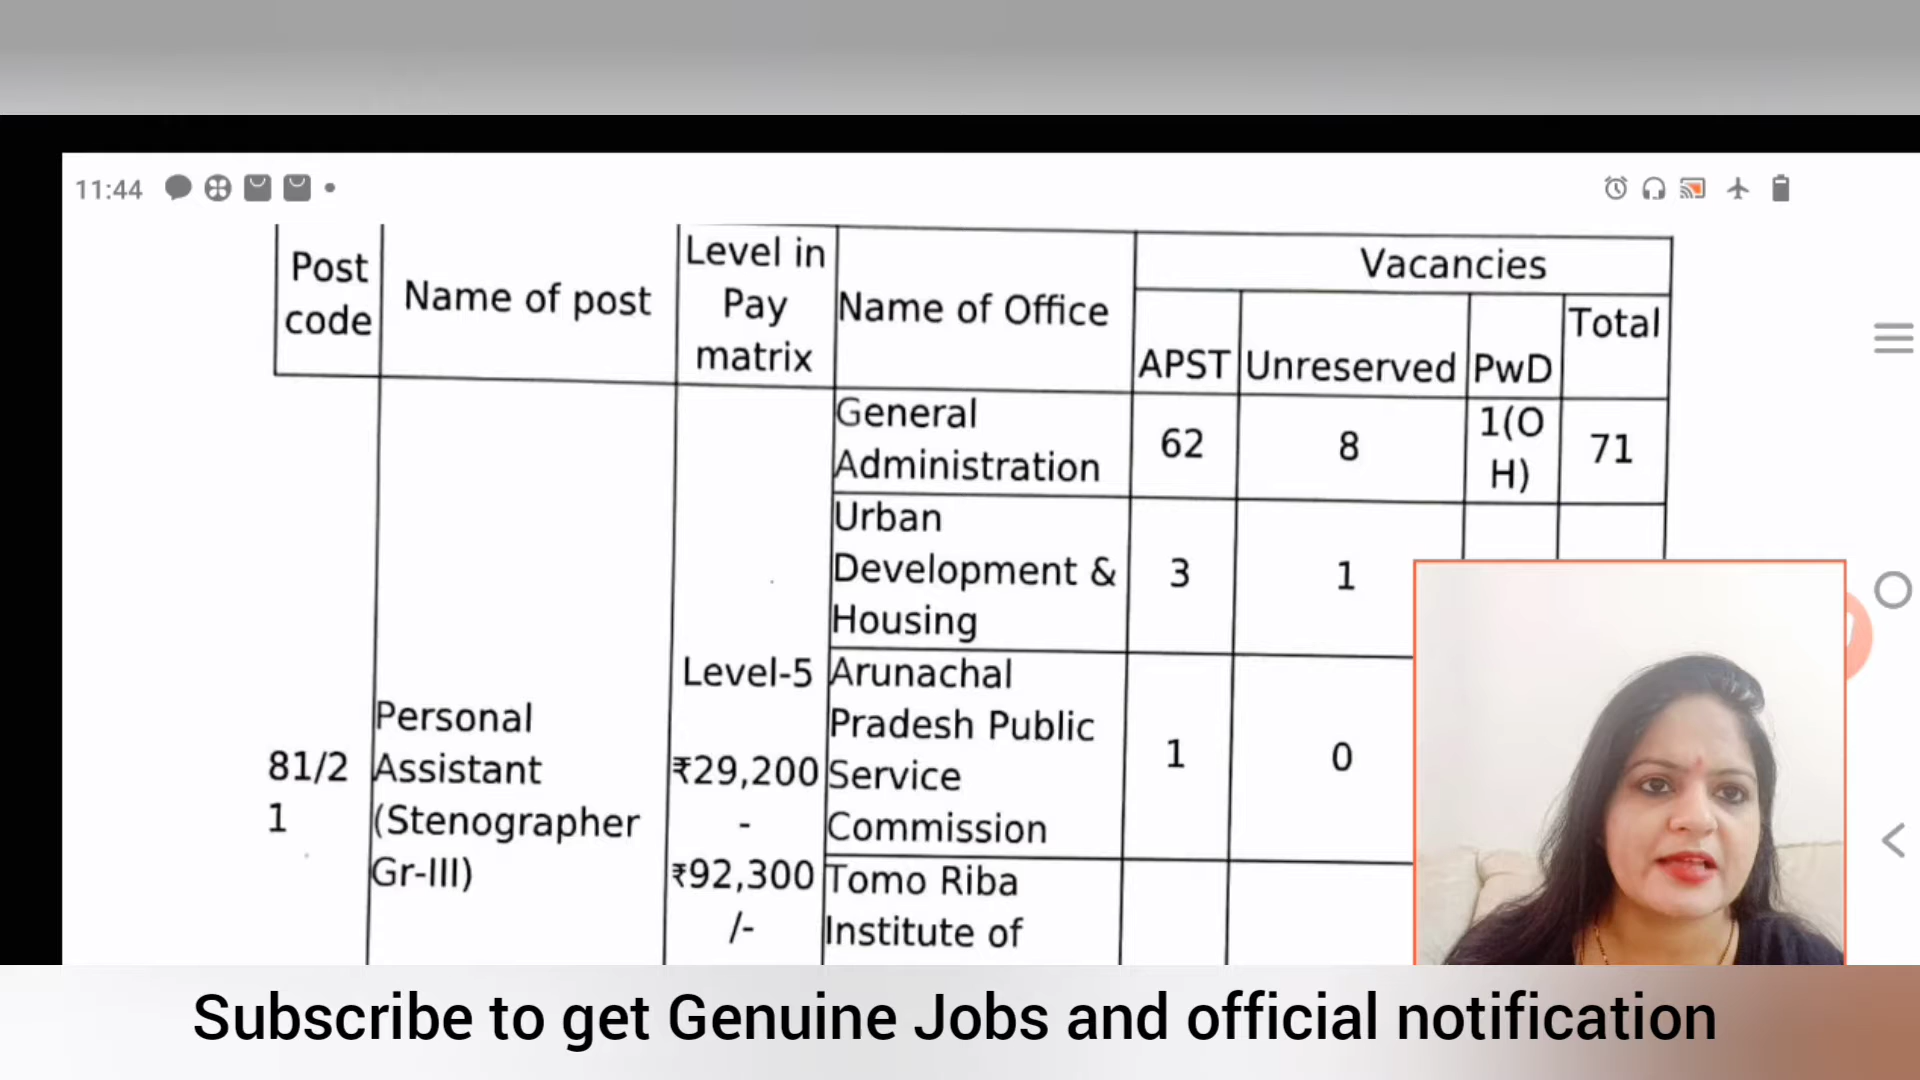 11:44
Post code
Name of post
Level in Pay matrix
Name of Office
Vacancies
APST
Unreserved
PwD
Total
General
Administration
62
8
1(O
H)
71
Urban
Development &
Housing
3
1
81/2
1
Personal
Assistant
(Stenographer
Gr-III)
Level-5
₹29,200
-
₹92,300
/-
Arunachal
Pradesh Public
Service
Commission
1
0
Tomo Riba
Institute of
Subscribe to get Genuine Jobs and official notification